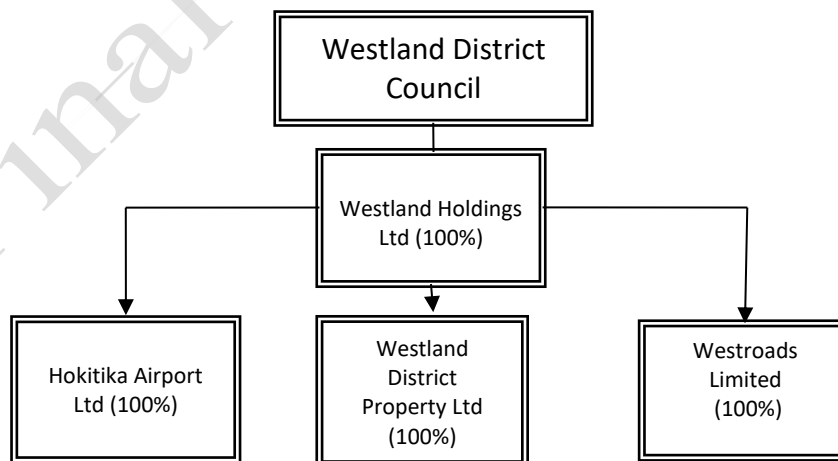 Westland District
Council
Westland Holdings
Ltd (100%)
Hokitika Airport
Ltd (100%)
Westland
District
Property Ltd
(100%)
Westroads
Limited
(100%)